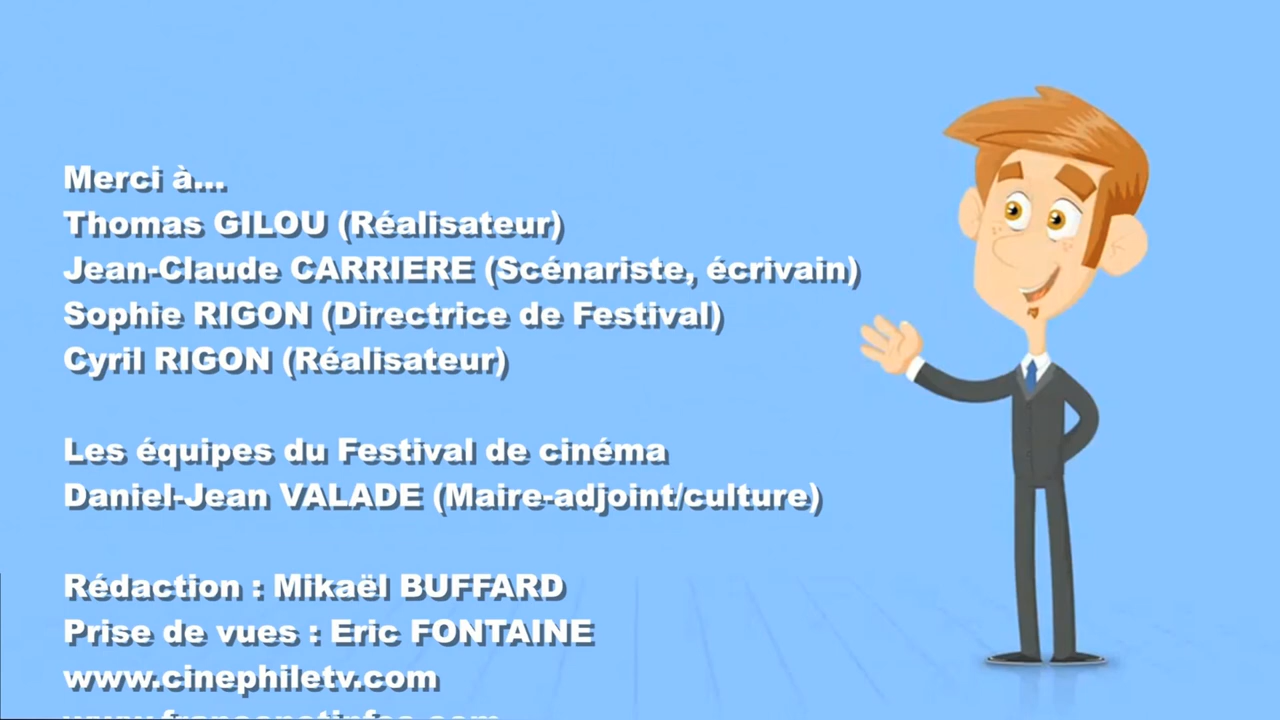 Merci à...
Thomas GILOU (Réalisateur)
Jean-Claude CARRIERE (Scénariste, écrivain)
Sophie RIGON (Directrice de Festival)
Cyril RIGON (Réalisateur)
Les équipes du Festival de cinéma
Daniel-Jean VALADE (Maire-adjoint/culture)
Rédaction : Mikaël BUFFARD
Prise de vues : Eric FONTAINE
www.cinephiletv.com